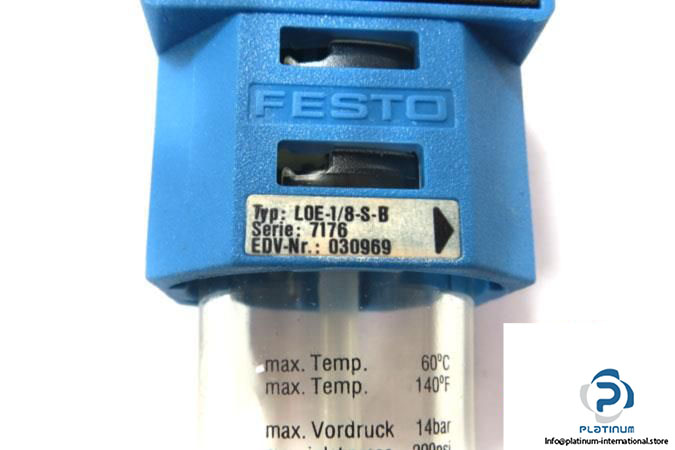 FESTO
Typ: LOE-1/8-S-B
Serie: 7176
EDV-Nr.: 030969
max. Temp. 60°C
max. Temp. 140°F
max. Vordruck 14bar
PLATINUM
Info@platinum-international.store